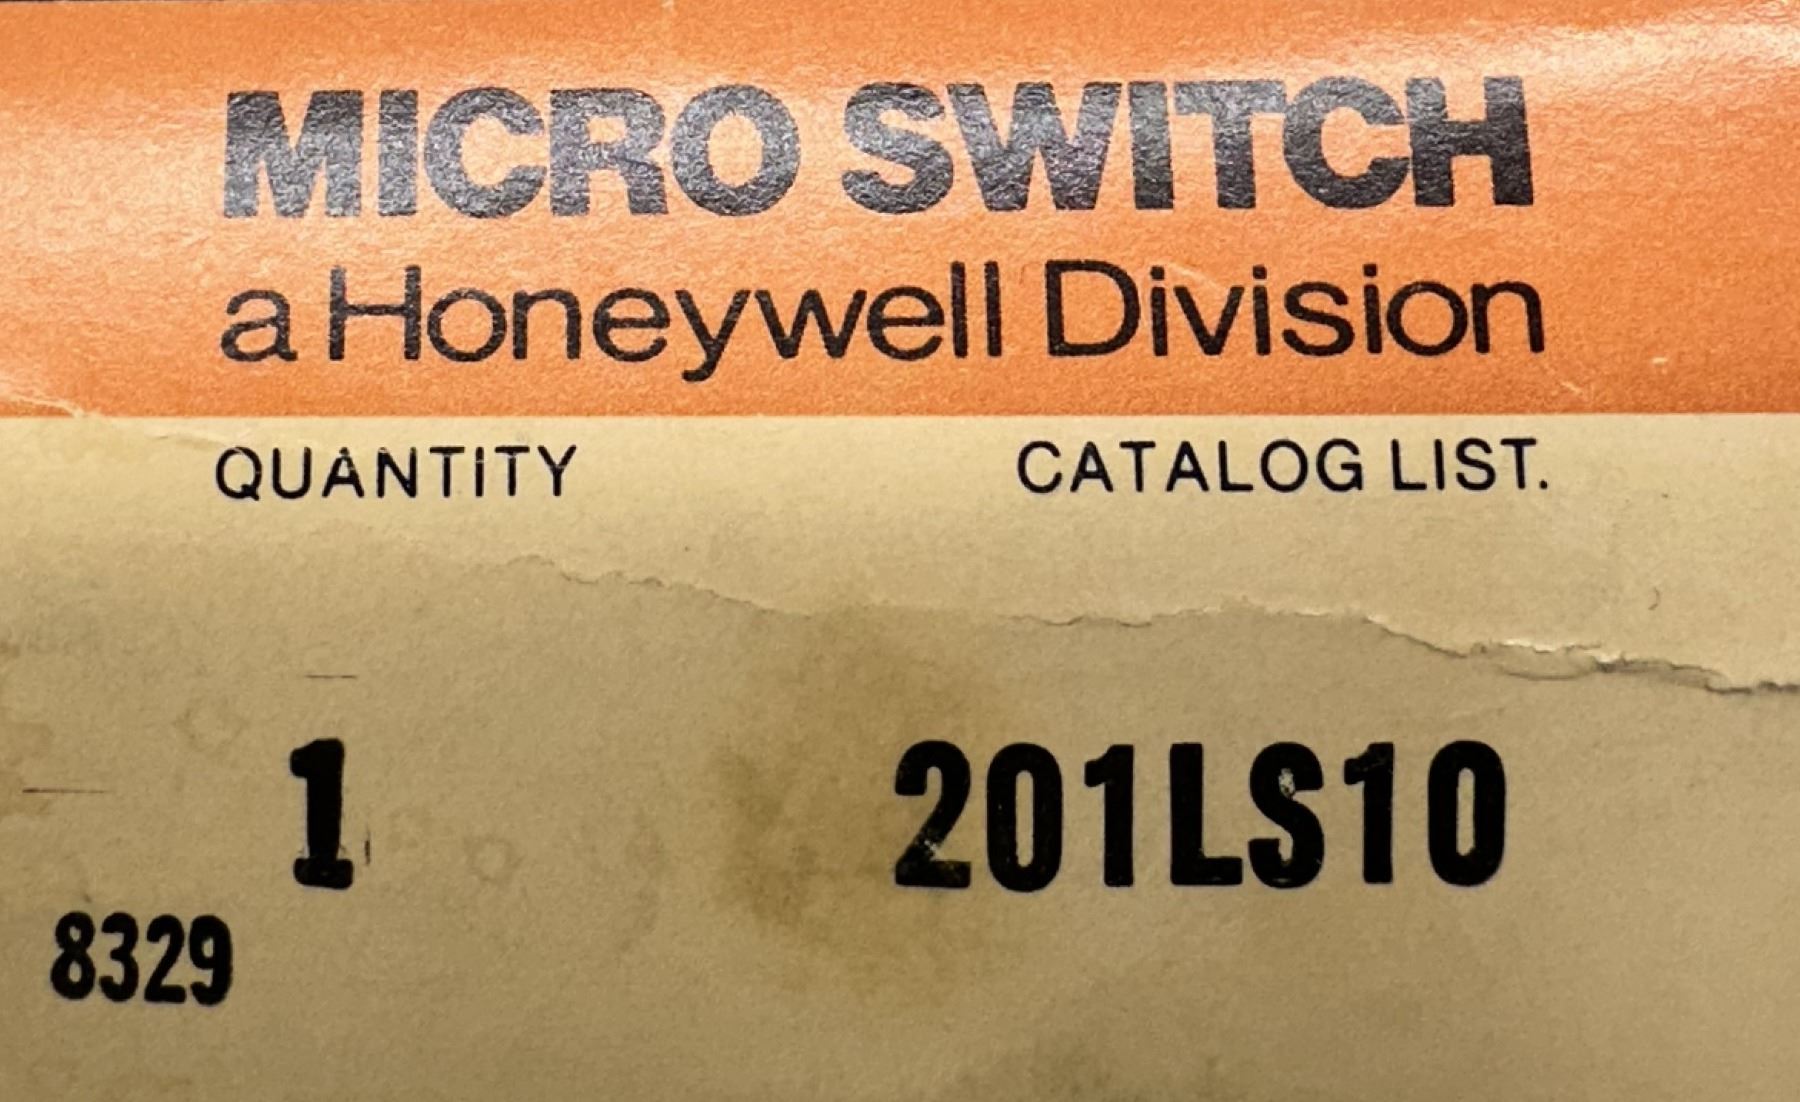 MICRO SWITCH
a Honeywell Division
QUANTITY CATALOG LIST.
1 201LS10
8329